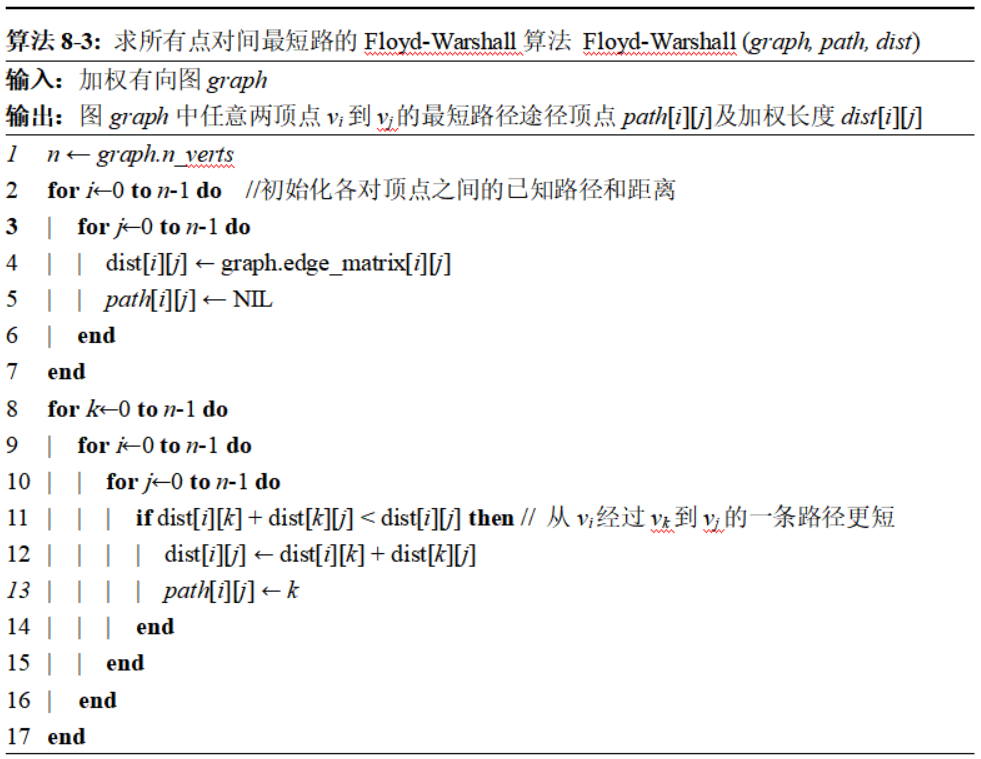 算法 8-3: 求所有点对间最短路的 Floyd-Warshall 算法 Floyd-Warshall (graph, path, dist)
输入：加权有向图 graph
输出：图 graph 中任意两顶点 vi 到 vj 的最短路径途径顶点 path[i][j]及加权长度 dist[i][j]
1 n ← graph.n_verts
2 for i←0 to n-1 do //初始化各对顶点之间的已知路径和距离
3 | for j←0 to n-1 do
4 | | dist[i][j] ← graph.edge_matrix[i][j]
5 | | path[i][j] ← NIL
6 | end
7 end
8 for k←0 to n-1 do
9 | for i←0 to n-1 do
10 | | for j←0 to n-1 do
11 | | | if dist[i][k] + dist[k][j] < dist[i][j] then // 从 vi 经过 vk 到 vj 的一条路径更短
12 | | | | dist[i][j] ← dist[i][k] + dist[k][j]
13 | | | | path[i][j] ← k
14 | | | end
15 | | end
16 | end
17 end